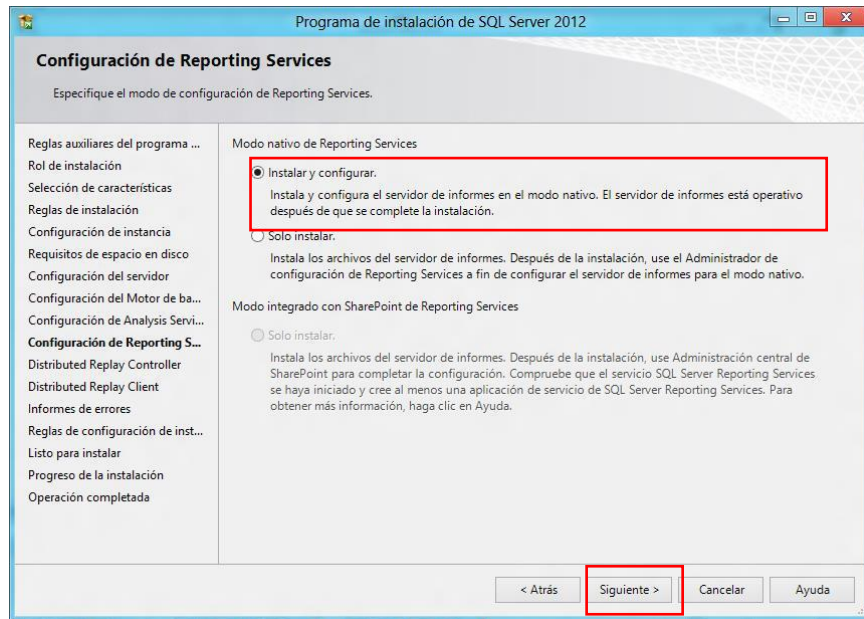 Programa de instalación de SQL Server 2012
Configuración de Reporting Services
Especifique el modo de configuración de Reporting Services.
Reglas auxiliares del programa ...
Rol de instalación
Selección de características
Reglas de instalación
Configuración de instancia
Requisitos de espacio en disco
Configuración del servidor
Configuración del Motor de ba...
Configuración de Analysis Servi...
Configuración de Reporting S...
Distributed Replay Controller
Distributed Replay Client
Informes de errores
Reglas de configuración de inst...
Listo para instalar
Progreso de la instalación
Operación completada
Modo nativo de Reporting Services
Instalar y configurar.
Instala y configura el servidor de informes en el modo nativo. El servidor de informes está operativo
después de que se complete la instalación.
Solo instalar.
Instala los archivos del servidor de informes. Después de la instalación, use el Administrador de
configuración de Reporting Services a fin de configurar el servidor de informes para el modo nativo.
Modo integrado con SharePoint de Reporting Services
Solo instalar.
Instala los archivos del servidor de informes. Después de la instalación, use Administración central de
SharePoint para completar la configuración. Compruebe que el servicio SQL Server Reporting Services
se haya iniciado y cree al menos una aplicación de servicio de SQL Server Reporting Services. Para
obtener más información, haga clic en Ayuda.
< Atrás
Siguiente >
Cancelar
Ayuda